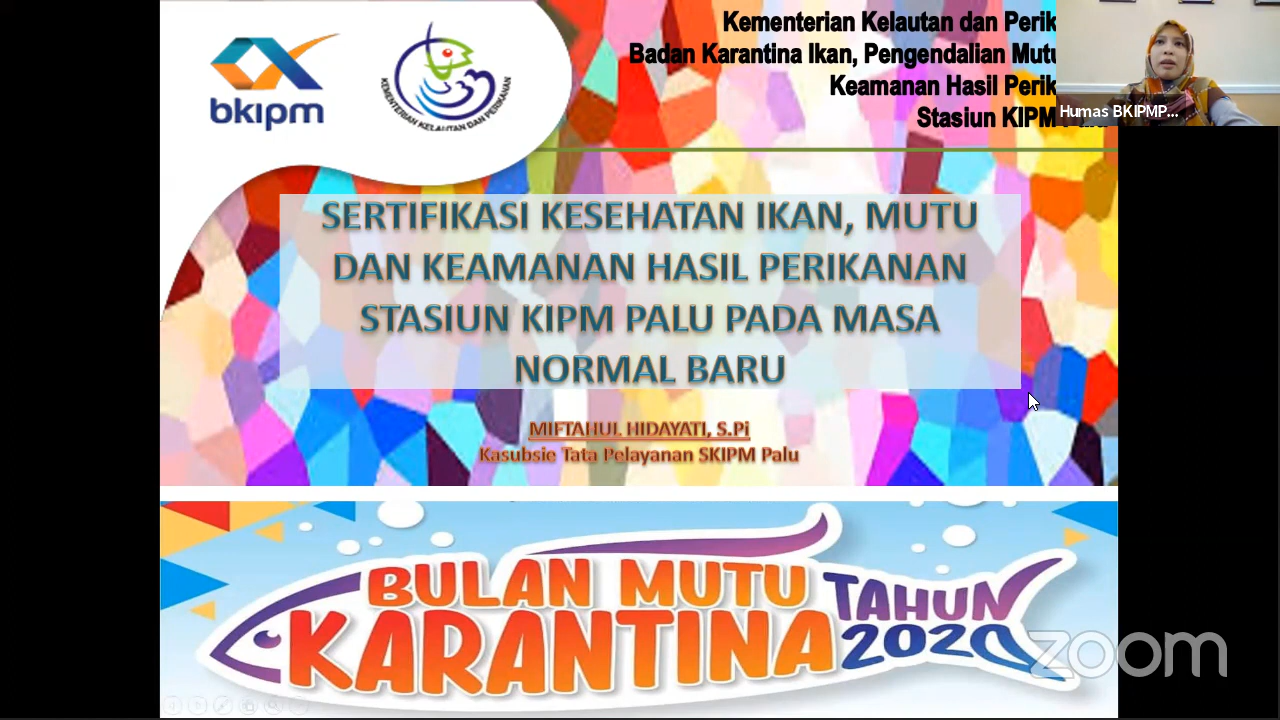 bkipm
KEMENTERIAN KELAUTAN DAN PERIKANAN
Kementerian Kelautan dan Perik
Badan Karantina Ikan, Pengendalian Mutu
Keamanan Hasil Perik
Stasiun KIPM
Humas BKIPMP...
SERTIFIKASI KESEHATAN IKAN, MUTU
DAN KEAMANAN HASIL PERIKANAN
STASIUN KIPM PALU PADA MASA
NORMAL BARU
MIFTAHUL HIDAYATI, S.Pi
Kasubsie Tata Pelayanan SKIPM Palu
BULAN MUTU
KARANTINA
TAHUN
2020
zoom